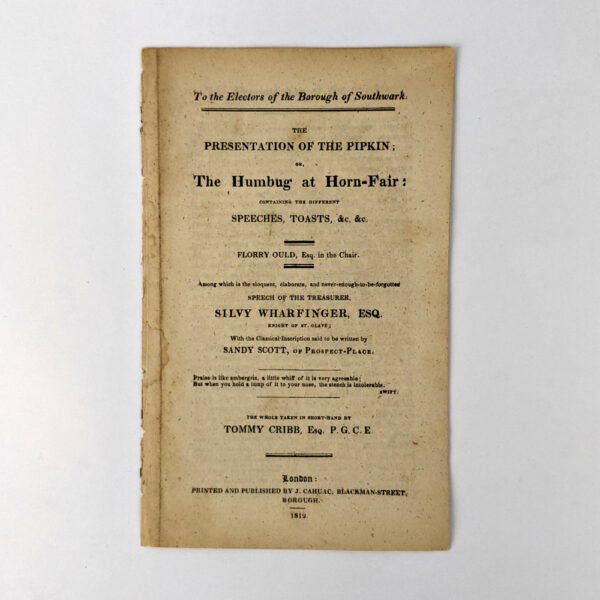 To the Electors of the Borough of Southwark.
THE
PRESENTATION OF THE PIPKIN;
OR,
The Humbug at Horn-Fair:
CONTAINING THE DIFFERENT
SPEECHES, TOASTS, &c. &c.
FLORRY OULD, Esq. in the Chair.
Among which is the eloquent, elaborate, and never-enough-to-be-forgotten
SPEECH OF THE TREASURER,
SILVY WHARFINGER, ESQ.
KNIGHT OF ST. OLAVE;
With the Classical Inscription said to be written by
SANDY SCOTT, OF PROSPECT-PLACE.
Praise is like ambergris, a little whiff of it is very agreeable;
But when you hold a lump of it to your nose, the stench is intolerable.
SWIFT.
THE WHOLE TAKEN IN SHORT-HAND BY
TOMMY CRIBB, Esq. P. G. C. E.
London:
PRINTED AND PUBLISHED BY J. CAHUAC, BLACKMAN-STREET,
BOROUGH.
1819.